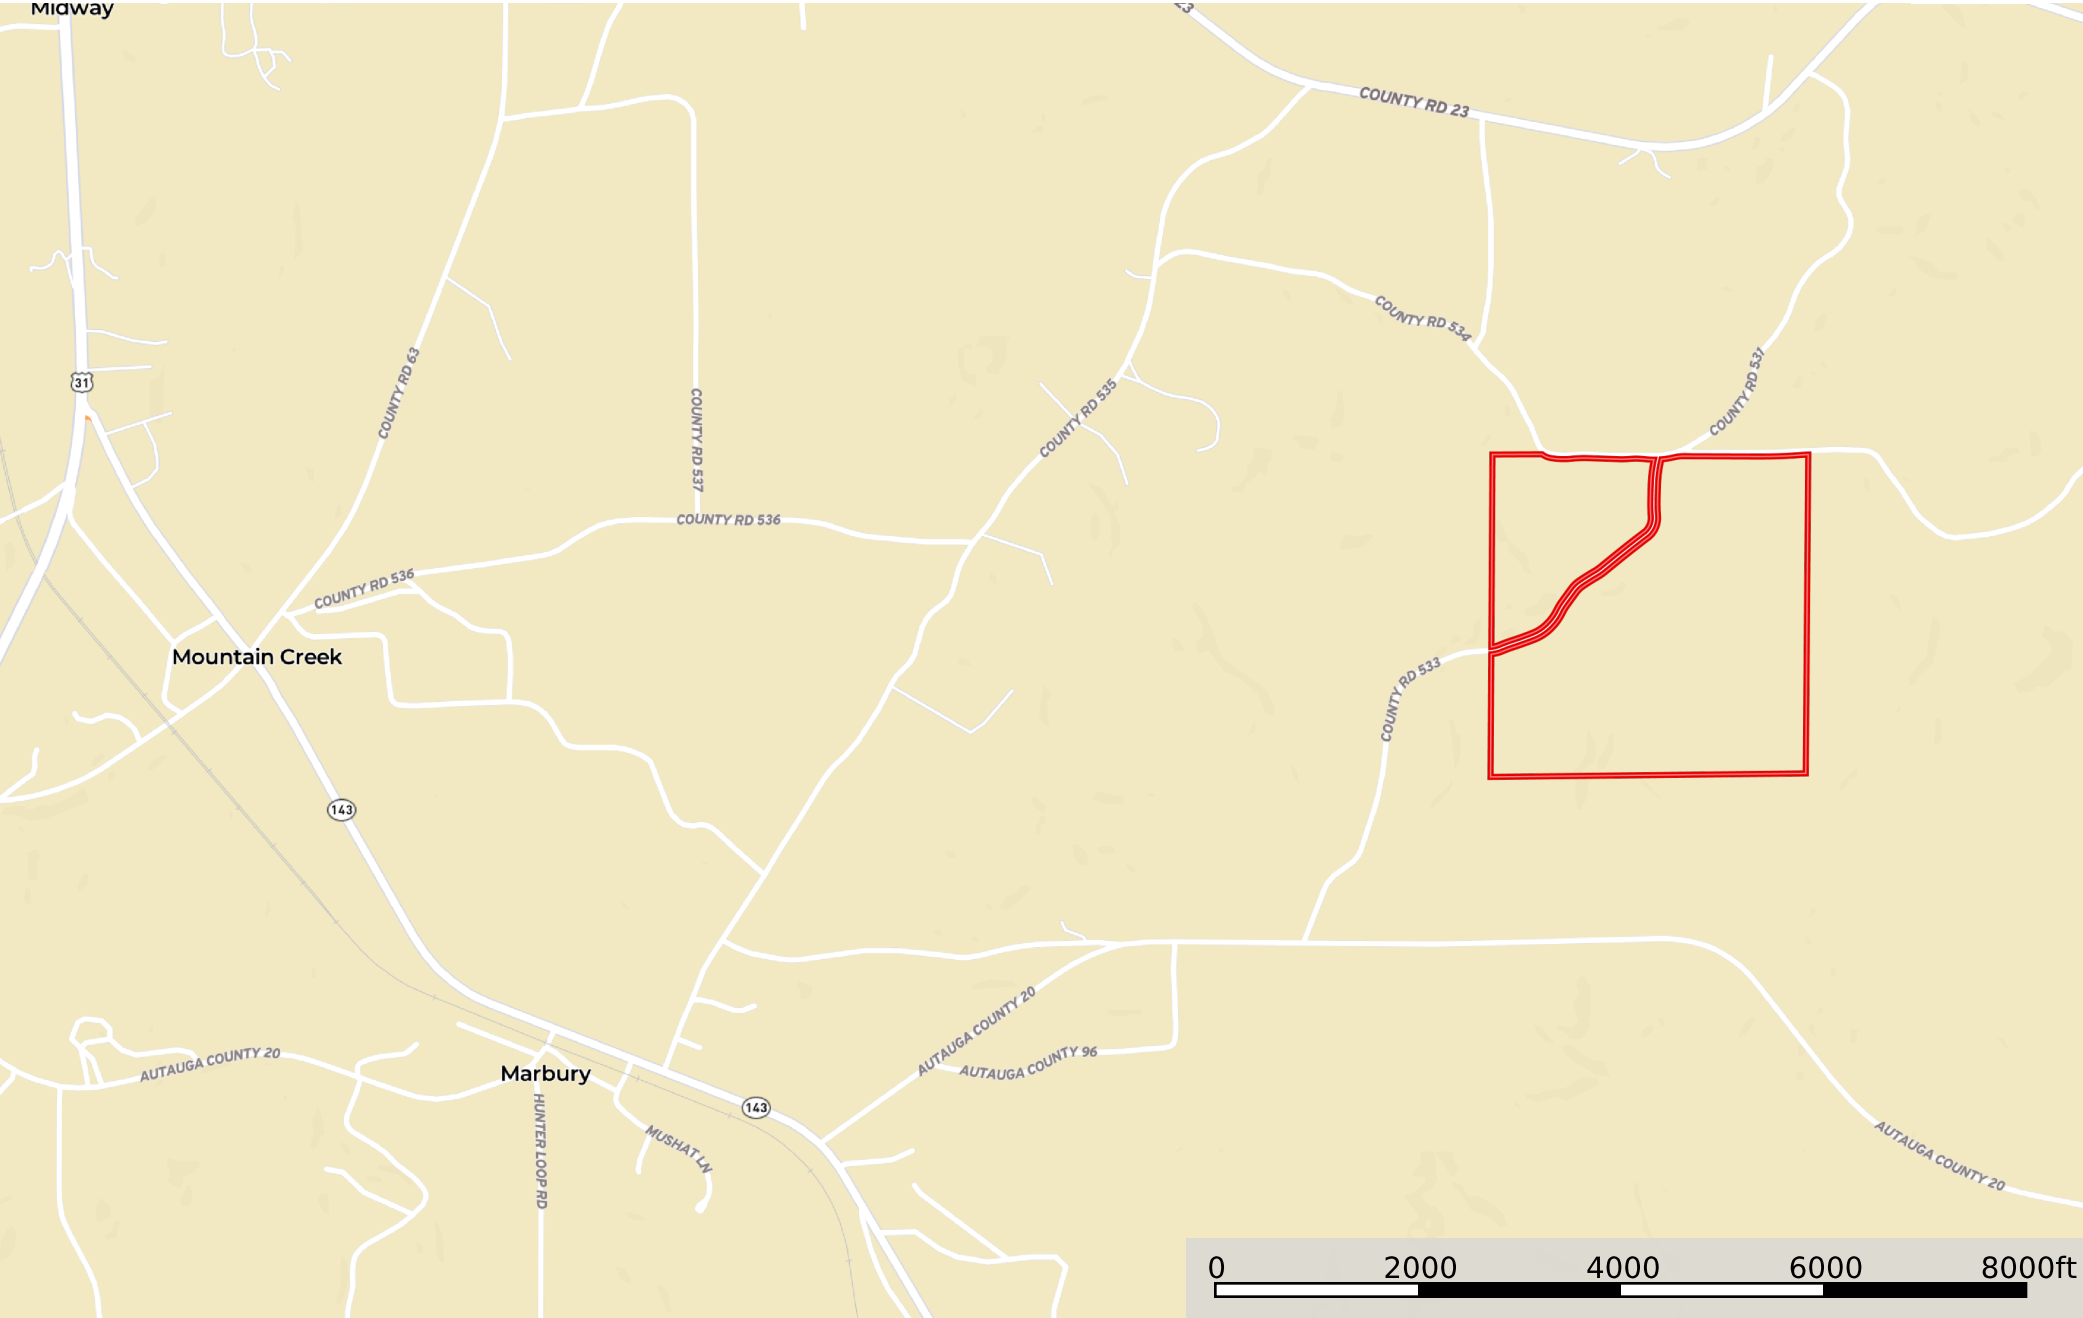 Midway
23
COUNTY RD 23
COUNTY RD 534
COUNTY RD 63
31
COUNTY RD 531
COUNTY RD 535
COUNTY RD 537
COUNTY RD 536
COUNTY RD 536
Mountain Creek
COUNTY RD 533
143
AUTAUGA COUNTY 20
AUTAUGA COUNTY 20
AUTAUGA COUNTY 96
Marbury
143
HUNTER LOOP RD
MUSHAT LN
AUTAUGA COUNTY 20
0 2000 4000 6000 8000ft